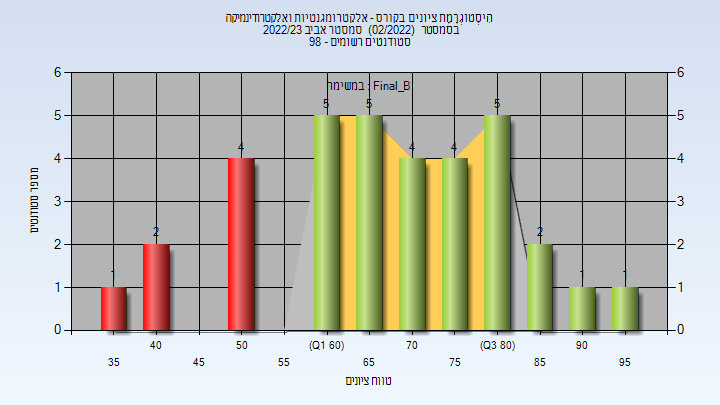 הִיסְטוֹגְרָמַת ציונים בקורס - אלקטרומגנטיות ואלקטרודינמיקה
בסמסטר (02/2022) סמסטר אביב 2022/23
סטודנטים רשומים - 98
במשימה : Final_B
מספר סטודנטים
6 6
5 5
4 4
3 3
2 2
1 1
0 0
1 2 4 5 5 4 4 5 2 1 1
40 50 (Q1 60) 70 (Q3 80) 90
35 45 55 65 75 85 95
טווח ציונים